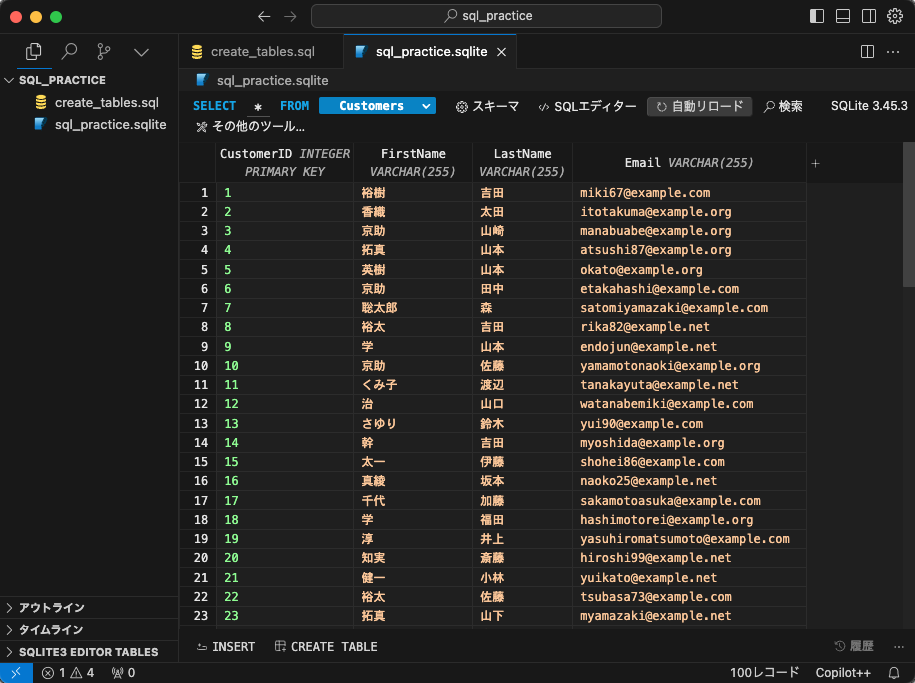 sql_practice
create_tables.sql
sql_practice.sqlite
SQL_PRACTICE
create_tables.sql
sql_practice.sqlite
sql_practice.sqlite
SELECT * FROM Customers スキーマ SQLエディター 自動リロード 検索 SQLite 3.45.3
その他のツール...
CustomerID INTEGER PRIMARY KEY FirstName VARCHAR(255) LastName VARCHAR(255) Email VARCHAR(255) +
1 1 裕樹 吉田 miki67@example.com
2 2 香織 太田 itotakuma@example.org
3 3 京助 山崎 manabuabe@example.org
4 4 拓真 山本 atsushi87@example.org
5 5 英樹 山本 okato@example.org
6 6 京助 田中 etakahashi@example.com
7 7 聡太郎 森 satomiyamazaki@example.com
8 8 裕太 吉田 rika82@example.net
9 9 学 山本 endojun@example.net
10 10 京助 佐藤 yamamotonaoki@example.org
11 11 くみ子 渡辺 tanakayuta@example.net
12 12 治 山口 watanabemiki@example.com
13 13 さゆり 鈴木 yui90@example.com
14 14 幹 吉田 myoshida@example.org
15 15 太一 伊藤 shohei86@example.com
16 16 真綾 坂本 naoko25@example.net
17 17 千代 加藤 sakamotoasuka@example.com
18 18 学 福田 hashimotorei@example.org
19 19 淳 井上 yasuhiromatsumoto@example.com
20 20 知実 斎藤 hiroshi99@example.net
21 21 健一 小林 yuikato@example.net
22 22 裕太 佐藤 tsubasa73@example.com
23 23 拓真 山下 myamazaki@example.net
アウトライン
タイムライン
SQLITE3 EDITOR TABLES
INSERT CREATE TABLE 履歴 ...
1 4 0 100レコード Copilot++